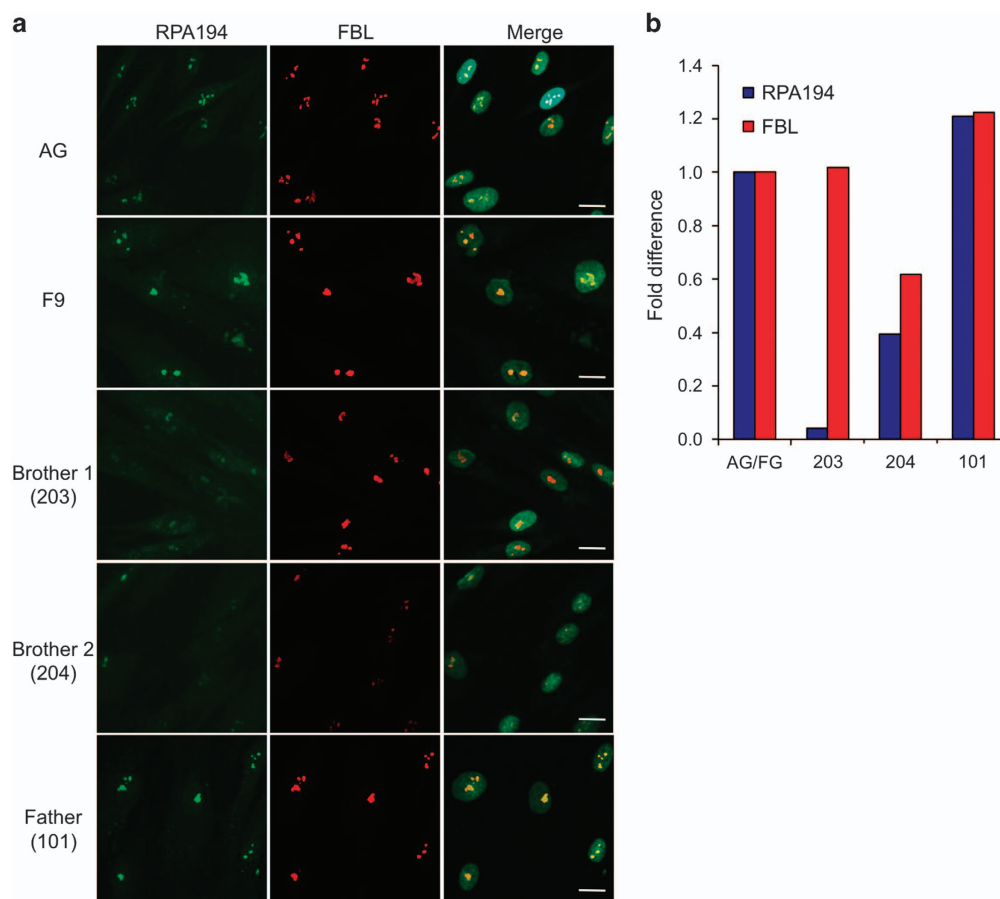 a
RPA194 FBL Merge
AG
F9
Brother 1
(203)
Brother 2
(204)
Father
(101)
b
1.4
1.2
1.0
0.8
0.6
0.4
0.2
0.0
Fold difference
RPA194
FBL
AG/FG 203 204 101